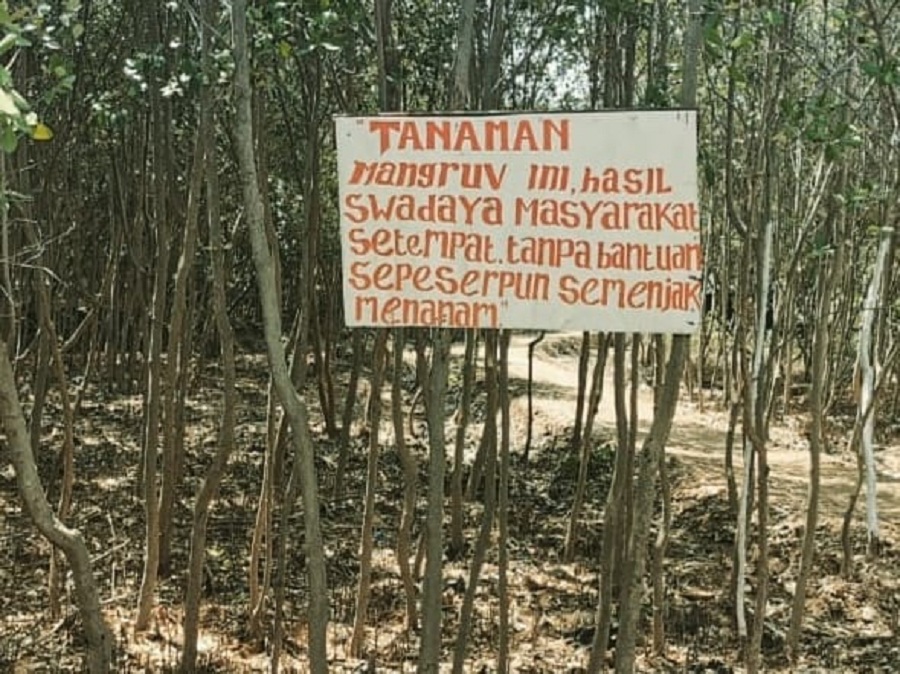 "TANAMAN
Mangruv ini, hasil
Swadaya Masyarakat
Setempat. tanpa bantuan
Sepeserpun Semenjak
menanam"